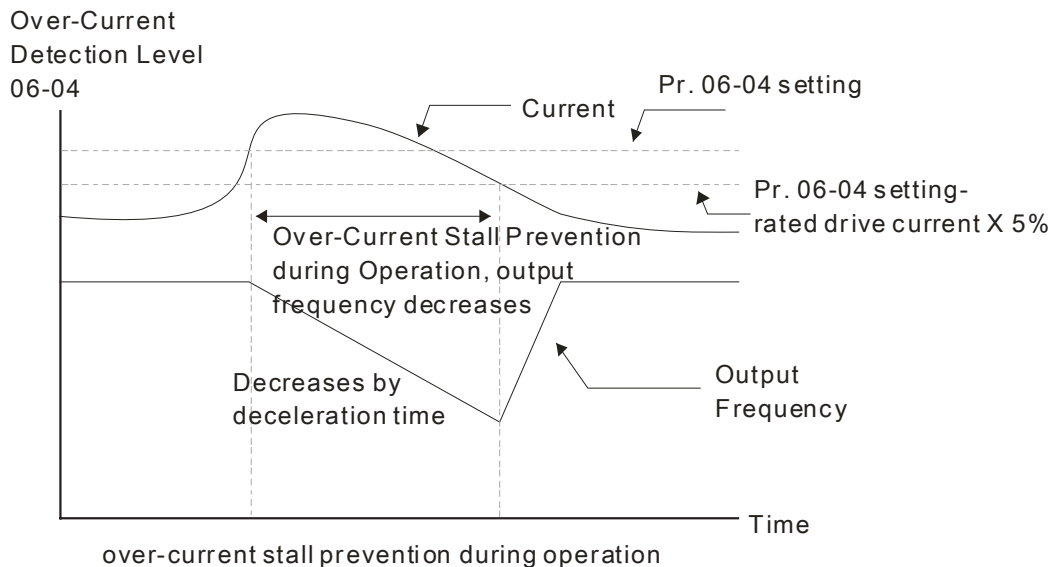 Over-Current
Detection Level
06-04
Pr. 06-04 setting
Current
Pr. 06-04 setting-
rated drive current X 5%
Over-Current Stall Prevention
during Operation, output
frequency decreases
Decreases by
deceleration time
Output
Frequency
Time
over-current stall prevention during operation